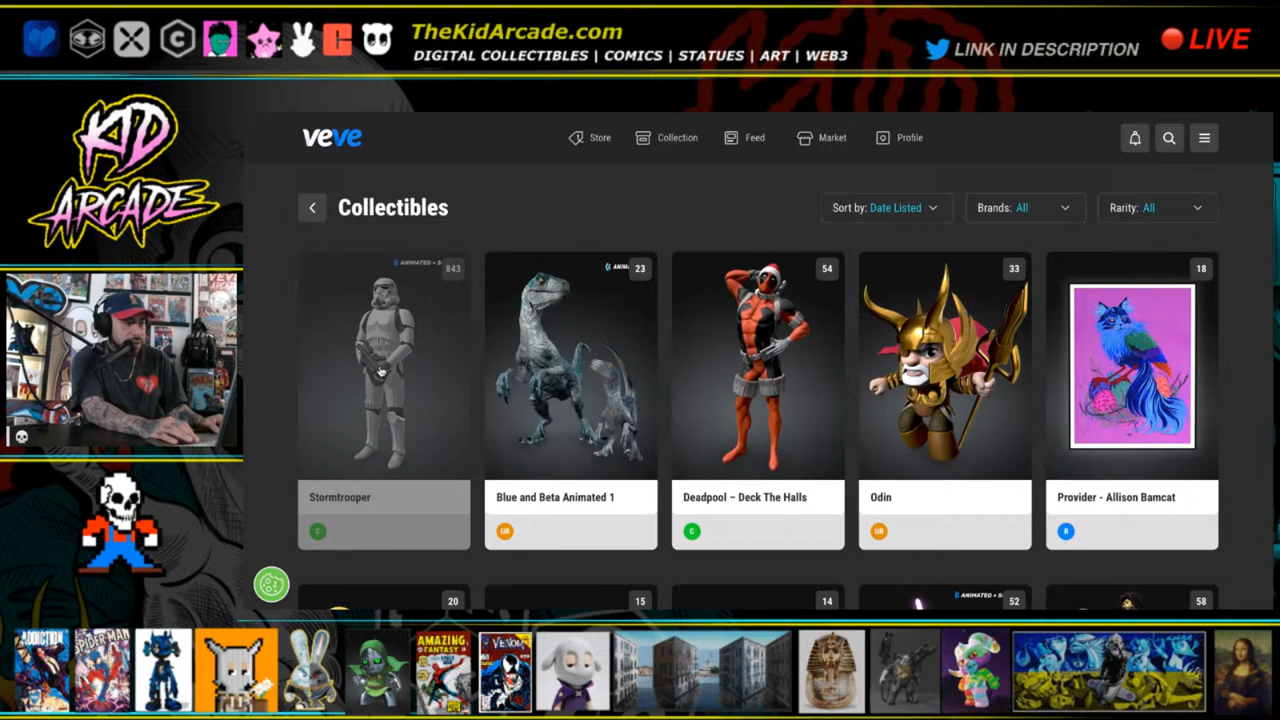 TheKidArcade.com
DIGITAL COLLECTIBLES | COMICS | STATUES | ART | WEB3
LINK IN DESCRIPTION
LIVE
KID
ARCADE
veve
Store
Collection
Feed
Market
Profile
Collectibles
Sort by: Date Listed
Brands: All
Rarity: All
ANIMATED + S
843
ANIM
23
54
33
18
Stormtrooper
C
Blue and Beta Animated 1
UR
Deadpool – Deck The Halls
C
Odin
UR
Provider - Allison Bamcat
R
20
15
14
ANIMATED + S
52
58
ADDICTION
SPIDER-MAN
AMAZING
VENOM